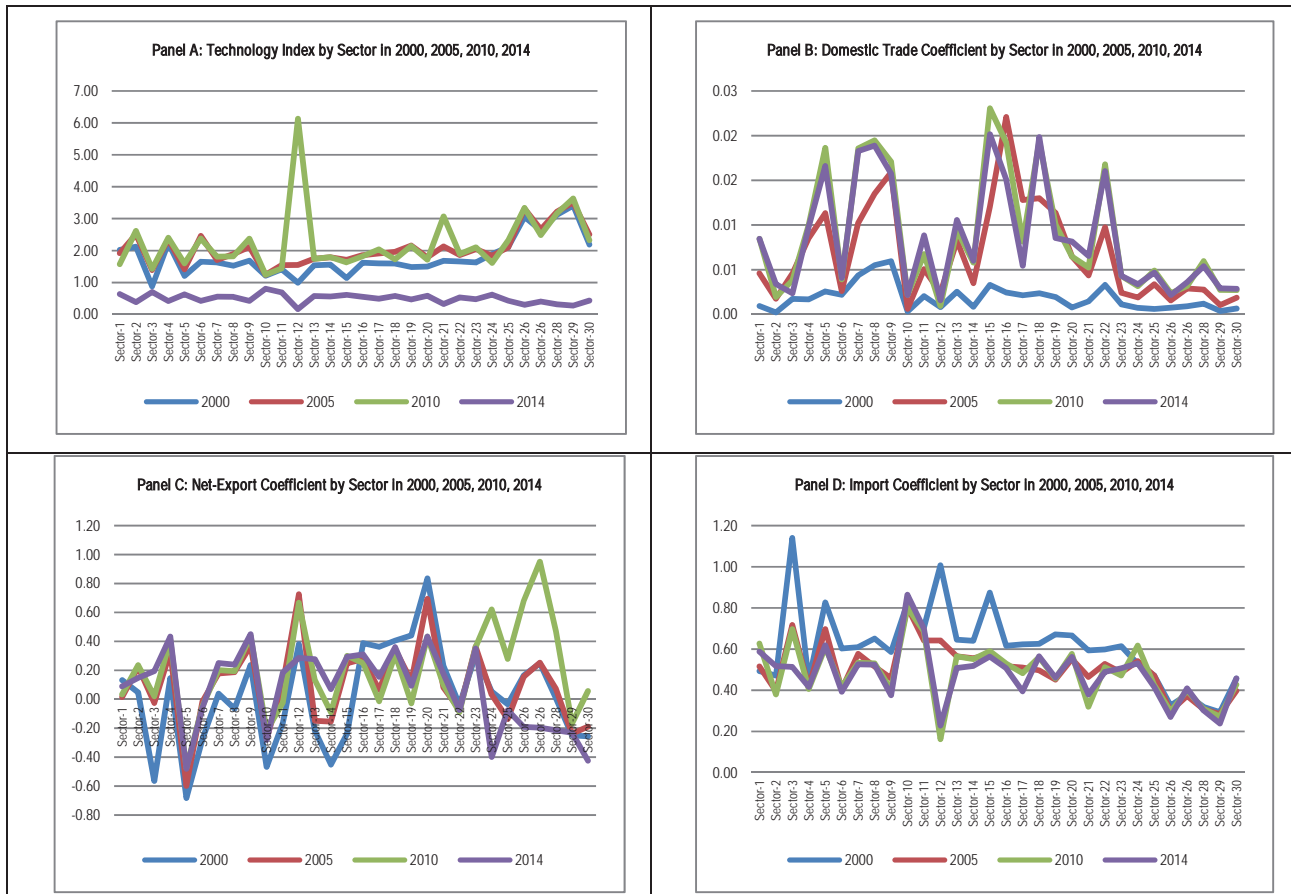 Panel A: Technology Index by Sector in 2000, 2005, 2010, 2014
7.00
6.00
5.00
4.00
3.00
2.00
1.00
0.00
Sector-1
Sector-2
Sector-3
Sector-4
Sector-5
Sector-6
Sector-7
Sector-8
Sector-9
Sector-10
Sector-11
Sector-12
Sector-13
Sector-14
Sector-15
Sector-16
Sector-17
Sector-18
Sector-19
Sector-20
Sector-21
Sector-22
Sector-23
Sector-24
Sector-25
Sector-26
Sector-26
Sector-28
Sector-29
Sector-30
2000 2005 2010 2014
Panel B: Domestic Trade Coefficient by Sector in 2000, 2005, 2010, 2014
0.03
0.02
0.02
0.01
0.01
0.00
Sector-1
Sector-2
Sector-3
Sector-4
Sector-5
Sector-6
Sector-7
Sector-8
Sector-9
Sector-10
Sector-11
Sector-12
Sector-13
Sector-14
Sector-15
Sector-16
Sector-17
Sector-18
Sector-19
Sector-20
Sector-21
Sector-22
Sector-23
Sector-24
Sector-25
Sector-26
Sector-26
Sector-28
Sector-29
Sector-30
2000 2005 2010 2014
Panel C: Net-Export Coefficient by Sector in 2000, 2005, 2010, 2014
1.20
1.00
0.80
0.60
0.40
0.20
0.00
-0.20
-0.40
-0.60
-0.80
Sector-1
Sector-2
Sector-3
Sector-4
Sector-5
Sector-6
Sector-7
Sector-8
Sector-9
Sector-10
Sector-11
Sector-12
Sector-13
Sector-14
Sector-15
Sector-16
Sector-17
Sector-18
Sector-19
Sector-20
Sector-21
Sector-22
Sector-23
Sector-24
Sector-25
Sector-26
Sector-26
Sector-28
Sector-29
Sector-30
2000 2005 2010 2014
Panel D: Import Coefficient by Sector in 2000, 2005, 2010, 2014
1.20
1.00
0.80
0.60
0.40
0.20
0.00
Sector-1
Sector-2
Sector-3
Sector-4
Sector-5
Sector-6
Sector-7
Sector-8
Sector-9
Sector-10
Sector-11
Sector-12
Sector-13
Sector-14
Sector-15
Sector-16
Sector-17
Sector-18
Sector-19
Sector-20
Sector-21
Sector-22
Sector-23
Sector-24
Sector-25
Sector-26
Sector-26
Sector-28
Sector-29
Sector-30
2000 2005 2010 2014